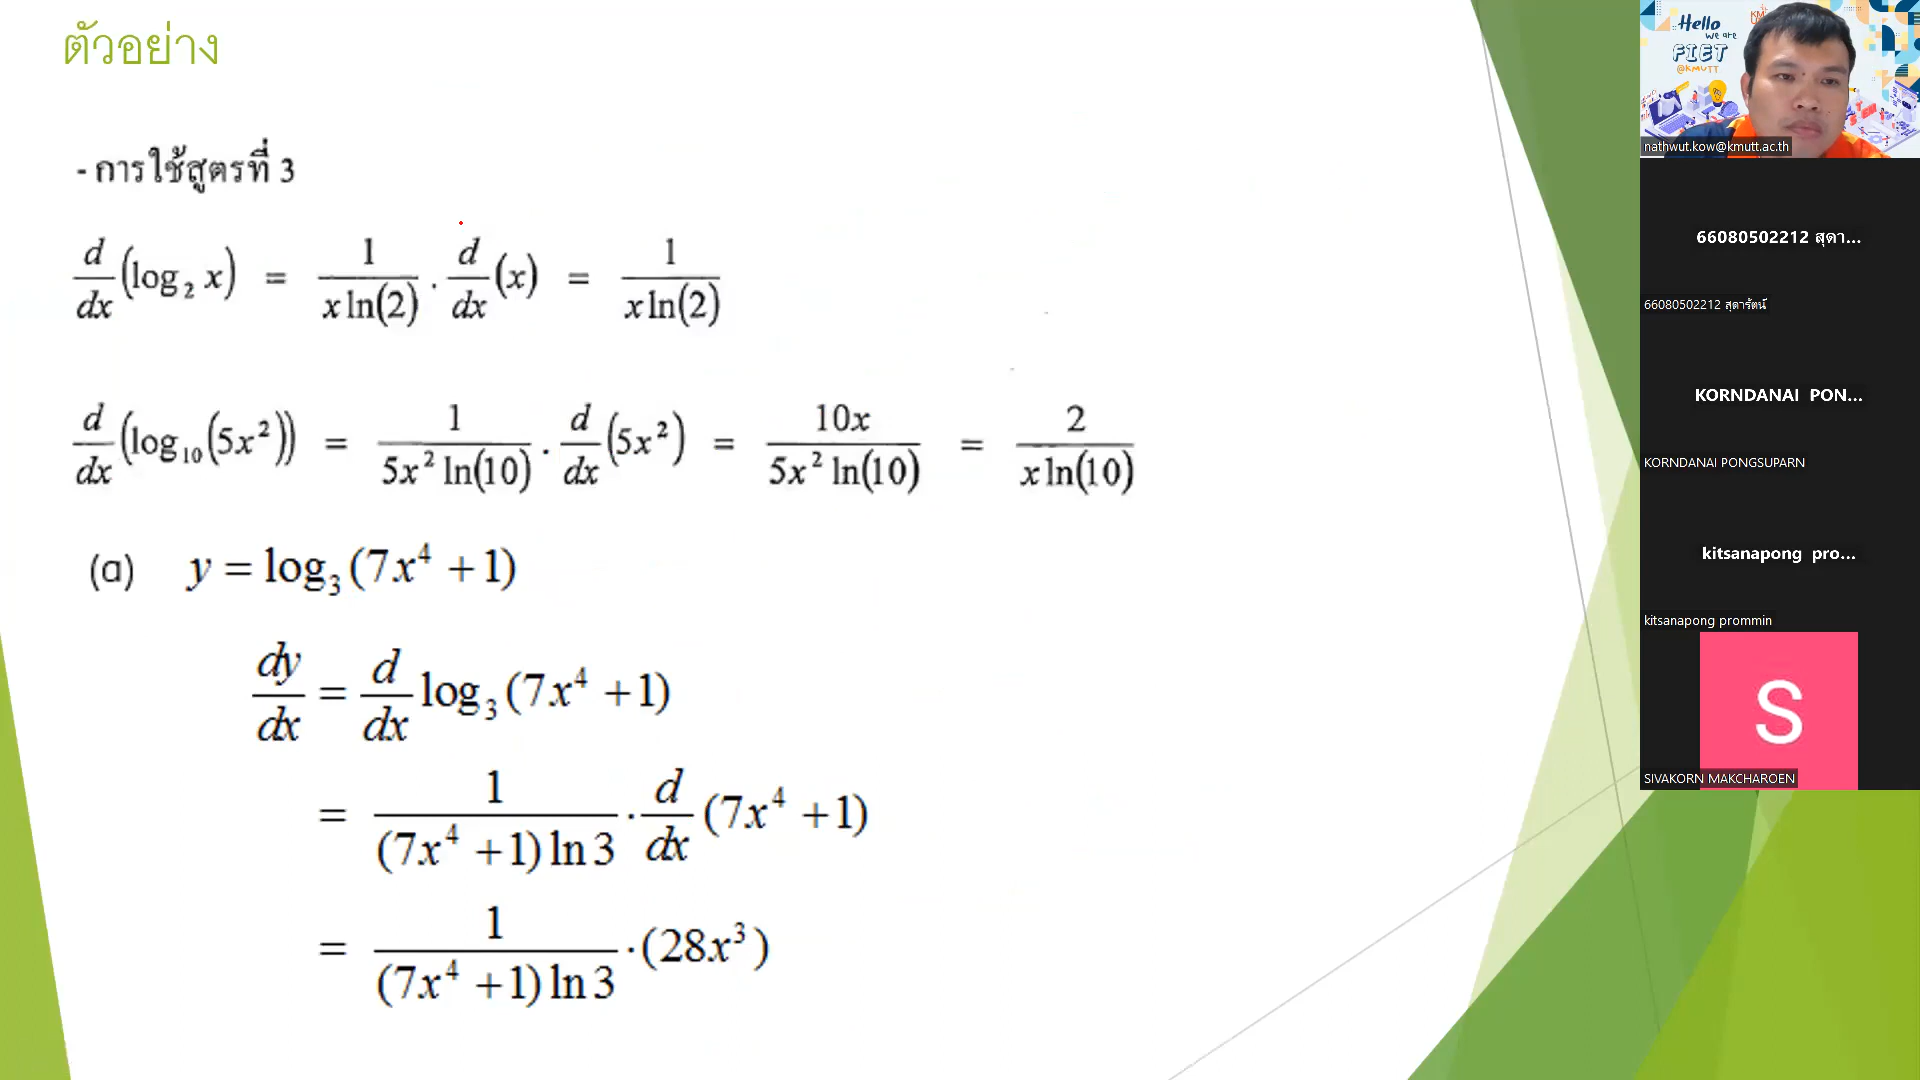 ตัวอย่าง
- การใช้สูตรที่ 3
d/dx (log₂ x) = 1/(x ln(2)) · d/dx (x) = 1/(x ln(2))
d/dx (log₁₀(5x²)) = 1/(5x² ln(10)) · d/dx (5x²) = 10x/(5x² ln(10)) = 2/(x ln(10))
(a) y = log₃ (7x⁴ + 1)
dy/dx = d/dx log₃ (7x⁴ + 1)
= 1/((7x⁴ + 1) ln 3) · d/dx (7x⁴ + 1)
= 1/((7x⁴ + 1) ln 3) · (28x³)
Hello
we are
FIET
@KMUTT
nathwut.kow@kmutt.ac.th
66080502212 สุดา...
66080502212 สุดารัตน์
KORNDANAI PON...
KORNDANAI PONGSUPARN
kitsanapong pro...
kitsanapong prommin
S
SIVAKORN MAKCHAROEN